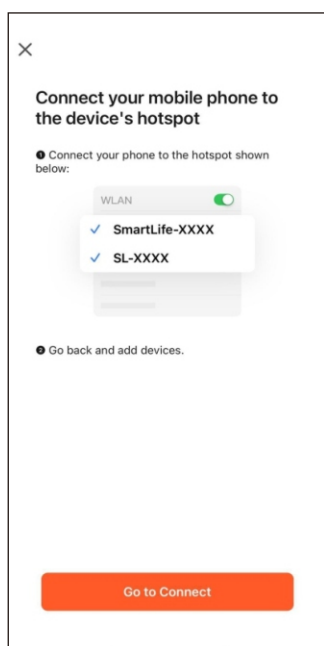 Connect your mobile phone to
the device's hotspot
❶ Connect your phone to the hotspot shown
below:
WLAN
SmartLife-XXXX
SL-XXXX
❷ Go back and add devices.
Go to Connect